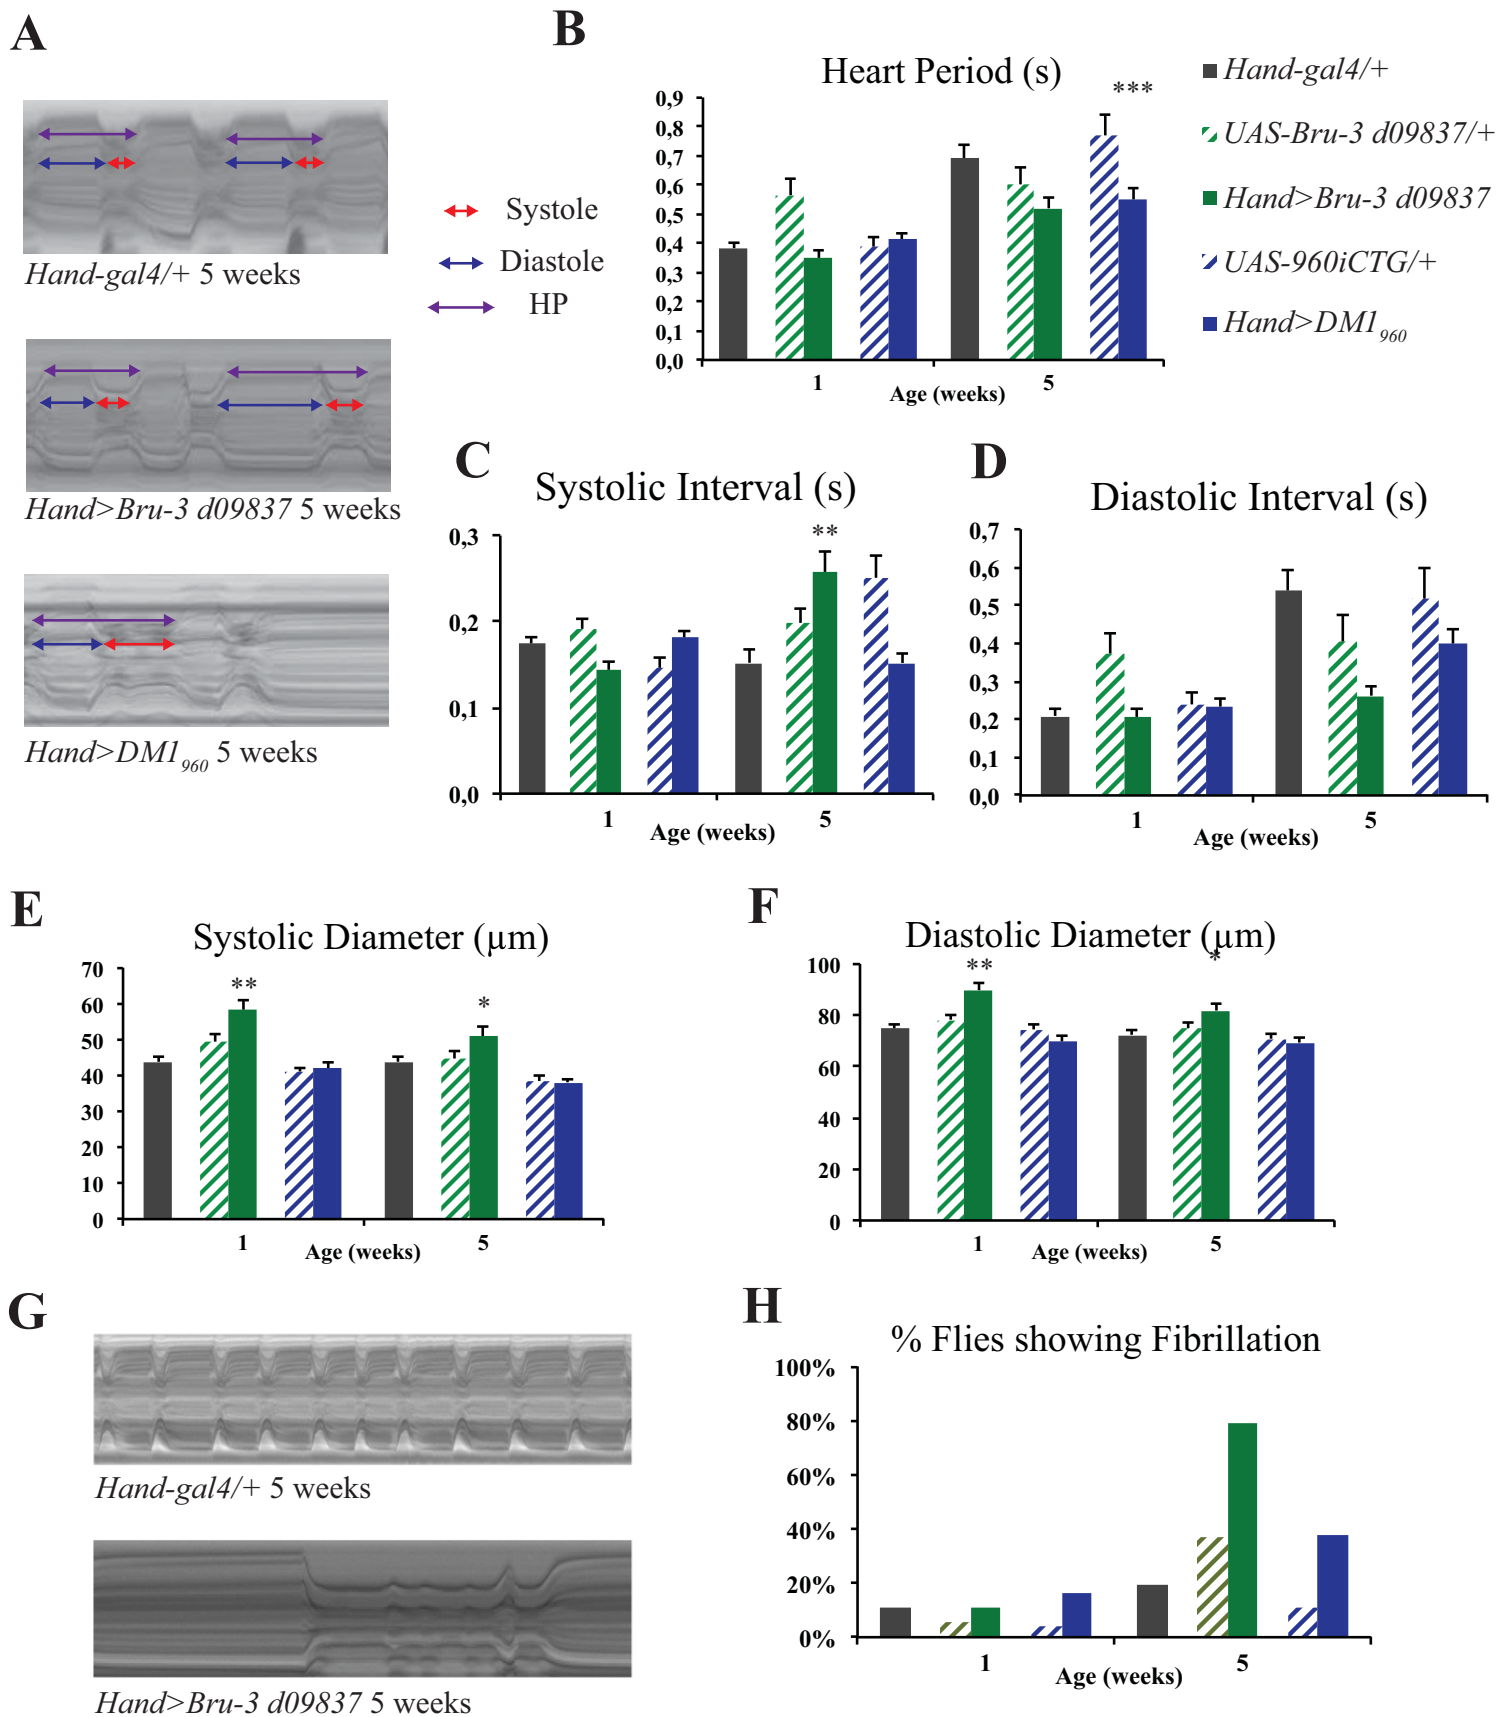 A
Hand-gal4/+ 5 weeks
Hand>Bru-3 d09837 5 weeks
Hand>DM1960 5 weeks
Systole
Diastole
HP
B
Heart Period (s)
***
0,9
0,8
0,7
0,6
0,5
0,4
0,3
0,2
0,1
0,0
1
5
Age (weeks)
Hand-gal4/+
UAS-Bru-3 d09837/+
Hand>Bru-3 d09837
UAS-960iCTG/+
Hand>DM1960
C
Systolic Interval (s)
**
0,3
0,2
0,1
0,0
1
5
Age (weeks)
D
Diastolic Interval (s)
0,7
0,6
0,5
0,4
0,3
0,2
0,1
0,0
1
5
Age (weeks)
E
Systolic Diameter (µm)
**
*
70
60
50
40
30
20
10
0
1
5
Age (weeks)
F
Diastolic Diameter (µm)
**
*
100
80
60
40
20
0
1
5
Age (weeks)
G
Hand-gal4/+ 5 weeks
Hand>Bru-3 d09837 5 weeks
H
% Flies showing Fibrillation
100%
80%
60%
40%
20%
0%
1
5
Age (weeks)